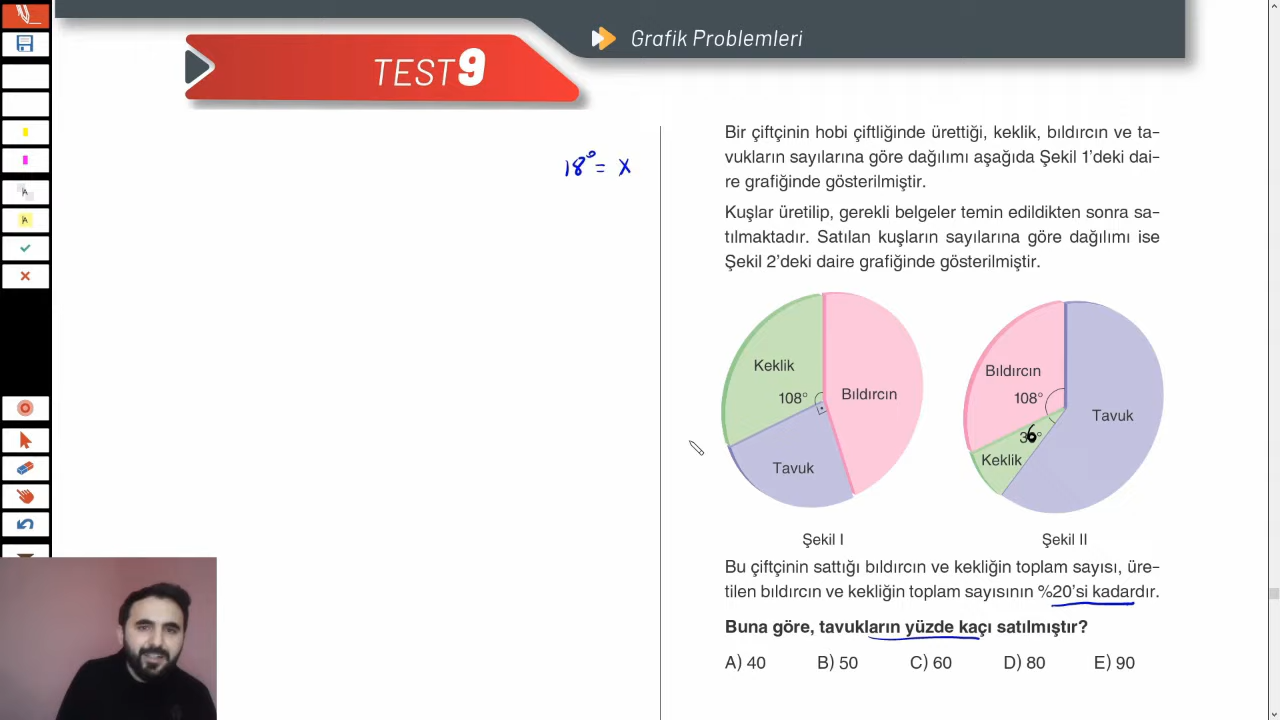 Grafik Problemleri
TEST 9
18° = x
Bir çiftçinin hobi çiftliğinde ürettiği, keklik, bıldırcın ve ta-
vukların sayılarına göre dağılımı aşağıda Şekil 1'deki dai-
re grafiğinde gösterilmiştir.
Kuşlar üretilip, gerekli belgeler temin edildikten sonra sa-
tılmaktadır. Satılan kuşların sayılarına göre dağılımı ise
Şekil 2'deki daire grafiğinde gösterilmiştir.
Keklik
108°
Bıldırcın
Tavuk
Şekil I
Bıldırcın
108°
Tavuk
36°
Keklik
Şekil II
Bu çiftçinin sattığı bıldırcın ve kekliğin toplam sayısı, üre-
tilen bıldırcın ve kekliğin toplam sayısının %20'si kadardır.
Buna göre, tavukların yüzde kaçı satılmıştır?
A) 40 B) 50 C) 60 D) 80 E) 90